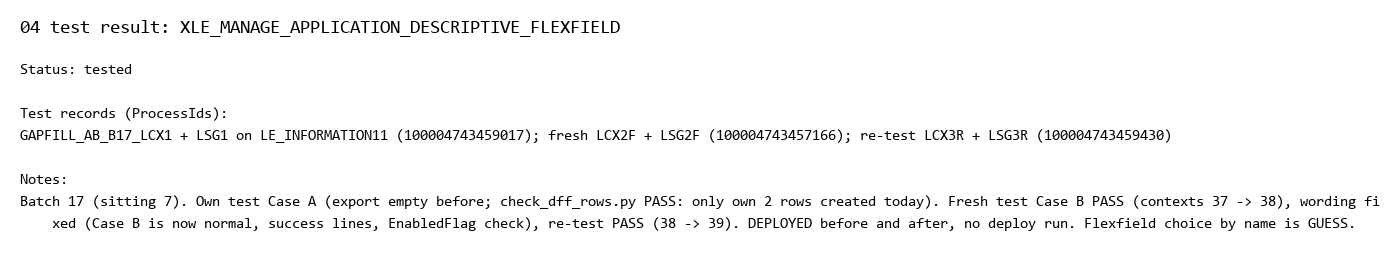 04 test result: XLE_MANAGE_APPLICATION_DESCRIPTIVE_FLEXFIELD
Status: tested
Test records (ProcessIds):
GAPFILL_AB_B17_LCX1 + LSG1 on LE_INFORMATION11 (100004743459017); fresh LCX2F + LSG2F (100004743457166); re-test LCX3R + LSG3R (100004743459430)
Notes:
Batch 17 (sitting 7). Own test Case A (export empty before; check_dff_rows.py PASS: only own 2 rows created today). Fresh test Case B PASS (contexts 37 -> 38), wording fi
xed (Case B is now normal, success lines, EnabledFlag check), re-test PASS (38 -> 39). DEPLOYED before and after, no deploy run. Flexfield choice by name is GUESS.